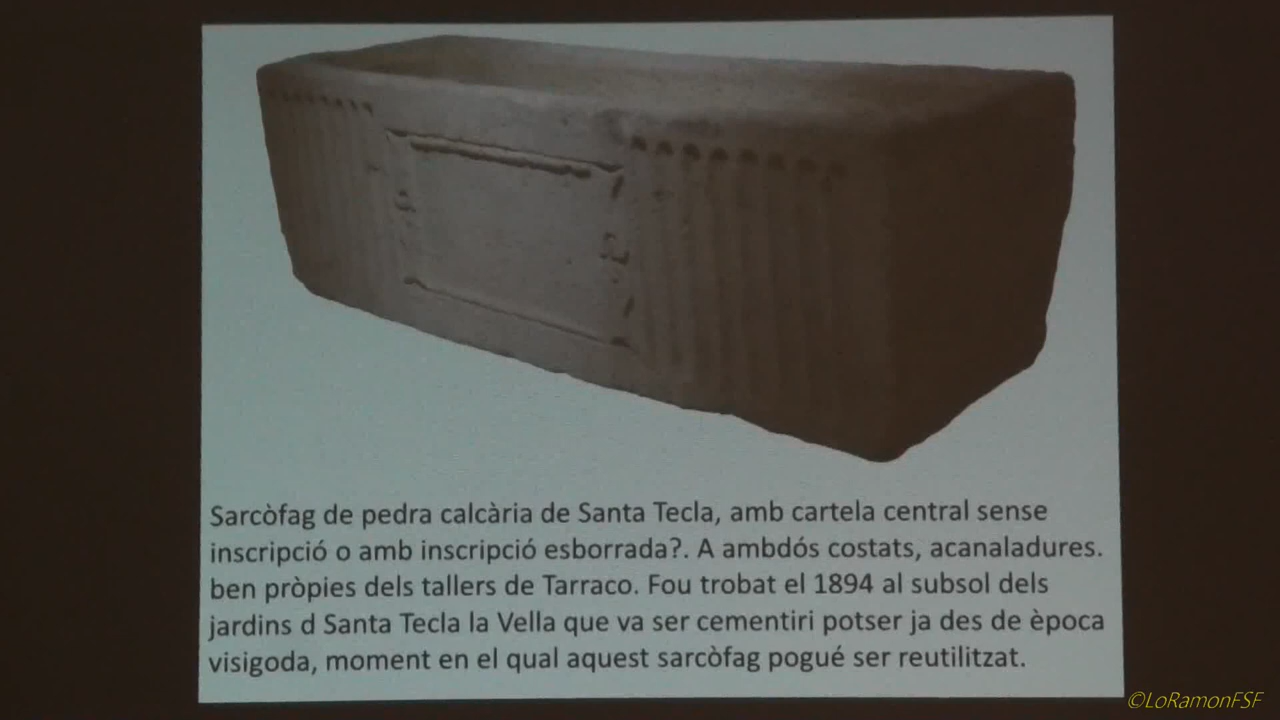 Sarcòfag de pedra calcària de Santa Tecla, amb cartela central sense
inscripció o amb inscripció esborrada?. A ambdós costats, acanaladures.
ben pròpies dels tallers de Tarraco. Fou trobat el 1894 al subsol dels
jardins d Santa Tecla la Vella que va ser cementiri potser ja des de època
visigoda, moment en el qual aquest sarcòfag pogué ser reutilitzat.
©LoRamonFSF